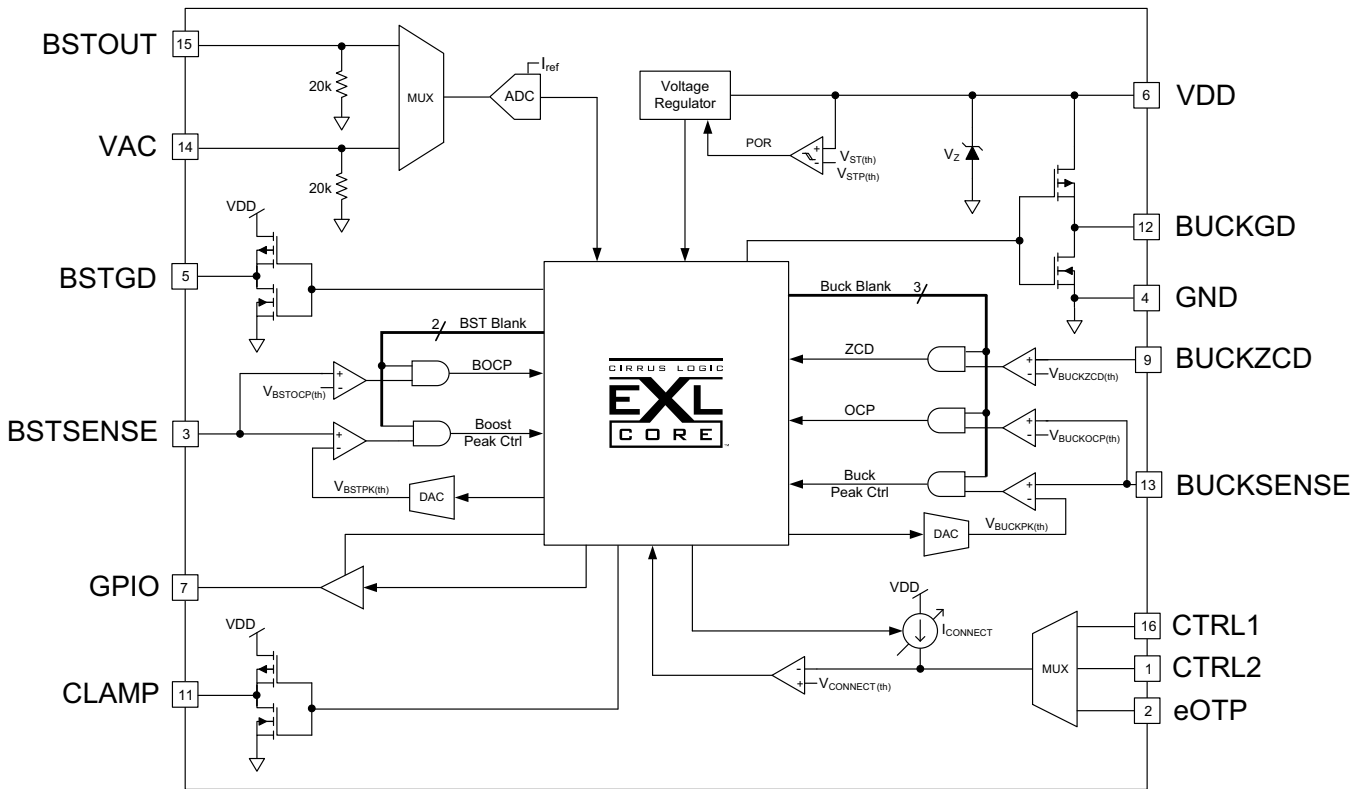 BSTOUT
15
20k
MUX
ADC
Iref
VAC
14
20k
VDD
BSTGD
5
2
BST Blank
BOCP
VBSTOCP(th)
+
-
BSTSENSE
3
+
-
Boost
Peak Ctrl
VBSTPK(th)
DAC
GPIO
7
VDD
CLAMP
11
CIRRUS LOGIC
EXL
CORE
™
Voltage
Regulator
POR
+
-
VST(th)
VSTP(th)
VZ
6
VDD
12
BUCKGD
4
GND
Buck Blank
3
ZCD
+
-
VBUCKZCD(th)
9
BUCKZCD
OCP
+
-
VBUCKOCP(th)
Buck
Peak Ctrl
+
-
13
BUCKSENSE
DAC
VBUCKPK(th)
VDD
ICONNECT
-
+
VCONNECT(th)
MUX
16
CTRL1
1
CTRL2
2
eOTP